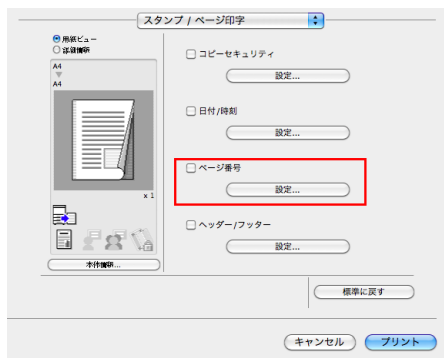 スタンプ / ページ印字
用紙ビュー
詳細情報
A4
A4
x 1
本体情報...
コピーセキュリティ
設定...
日付/時刻
設定...
ページ番号
設定...
ヘッダー/フッター
設定...
標準に戻す
キャンセル
プリント